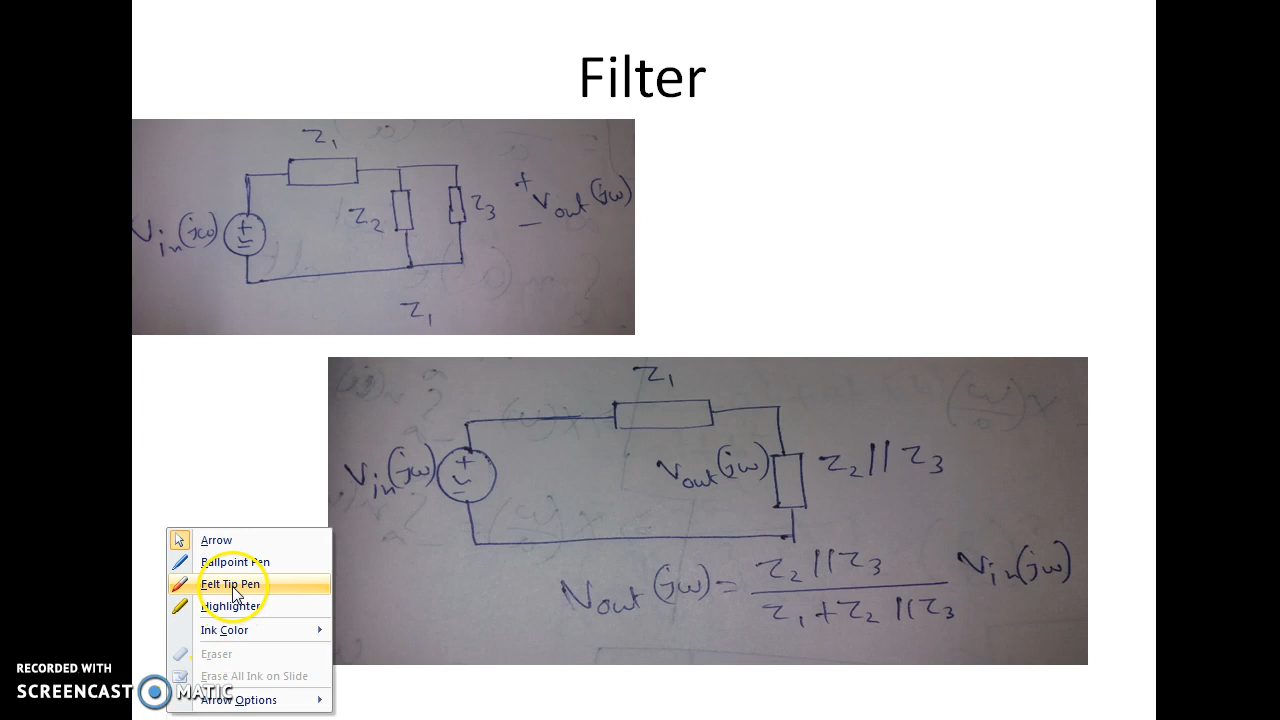 Filter
Z1
Vin(jω)
+
Z2
Z3
+
Vout(jω)
−
Z1
Z1
Vin(jω)
+
Vout(jω)
Z2 || Z3
Vout(jω) = Z2 || Z3 / Z1 + Z2 || Z3 Vin(jω)
Arrow
Ballpoint Pen
Felt Tip Pen
Highlighter
Ink Color
Eraser
Erase All Ink on Slide
Arrow Options
RECORDED WITH
SCREENCAST MATIC